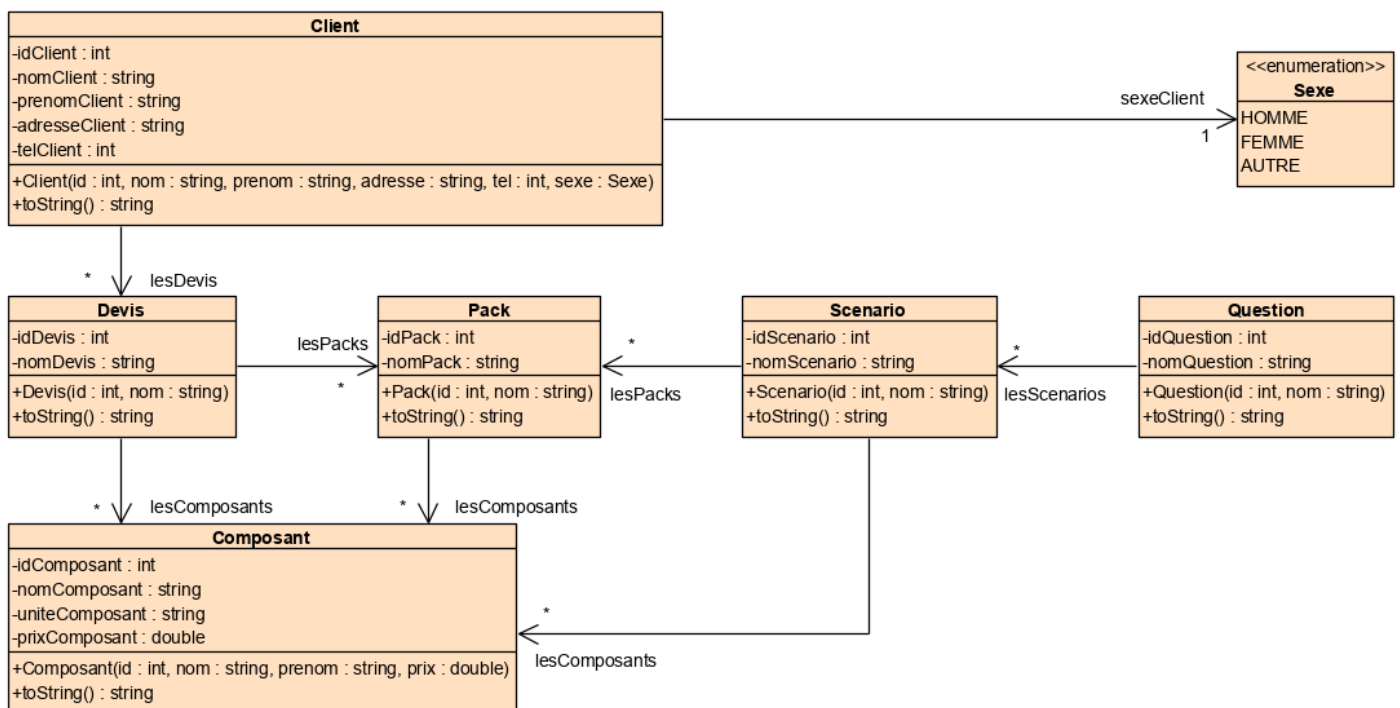 Client
-idClient : int
-nomClient : string
-prenomClient : string
-adresseClient : string
-telClient : int
+Client(id : int, nom : string, prenom : string, adresse : string, tel : int, sexe : Sexe)
+toString() : string
sexeClient
1
<<enumeration>>
Sexe
HOMME
FEMME
AUTRE
* lesDevis
Devis
-idDevis : int
-nomDevis : string
+Devis(id : int, nom : string)
+toString() : string
lesPacks
*
Pack
-idPack : int
-nomPack : string
+Pack(id : int, nom : string)
+toString() : string
*
lesPacks
Scenario
-idScenario : int
-nomScenario : string
+Scenario(id : int, nom : string)
+toString() : string
*
lesScenarios
Question
-idQuestion : int
-nomQuestion : string
+Question(id : int, nom : string)
+toString() : string
* lesComposants
* lesComposants
Composant
-idComposant : int
-nomComposant : string
-uniteComposant : string
-prixComposant : double
+Composant(id : int, nom : string, prenom : string, prix : double)
+toString() : string
*
lesComposants